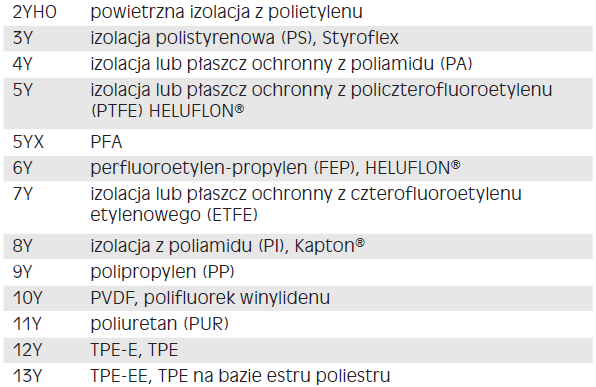 2YHO powietrzna izolacja z polietylenu
3Y izolacja polistyrenowa (PS), Styroflex
4Y izolacja lub płaszcz ochronny z poliamidu (PA)
5Y izolacja lub płaszcz ochronny z policzterofluoroetylenu
(PTFE) HELUFLON®
5YX PFA
6Y perfluoroetylen-propylen (FEP), HELUFLON®
7Y izolacja lub płaszcz ochronny z czterofluoroetylenu
etylenowego (ETFE)
8Y izolacja z poliamidu (PI), Kapton®
9Y polipropylen (PP)
10Y PVDF, polifluorek winylidenu
11Y poliuretan (PUR)
12Y TPE-E, TPE
13Y TPE-EE, TPE na bazie estru poliestru